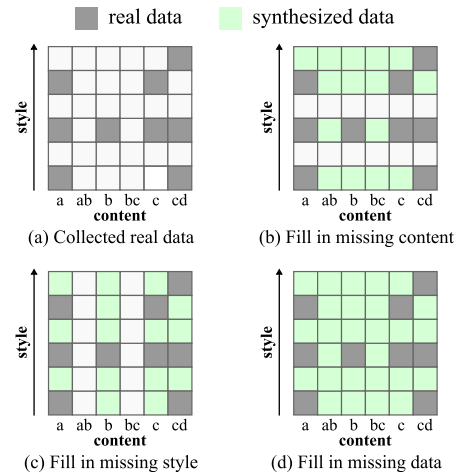 real data synthesized data
style style
a ab b bc c cd a ab b bc c cd
content content
(a) Collected real data (b) Fill in missing content
style style
a ab b bc c cd a ab b bc c cd
content content
(c) Fill in missing style (d) Fill in missing data